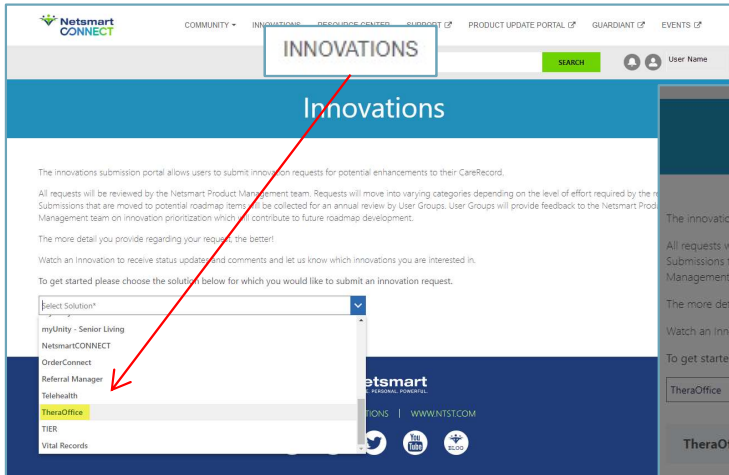 Netsmart
CONNECT
COMMUNITY
INNOVATIONS
RESOURCE CENTER
SUPPORT
PRODUCT UPDATE PORTAL
GUARDIANT
EVENTS
INNOVATIONS
SEARCH
User Name
Innovations
The innovations submission portal allows users to submit innovation requests for potential enhancements to their CareRecord.
All requests will be reviewed by the Netsmart Product Management team. Requests will move into varying categories depending on the level of effort required by the
Submissions that are moved to potential roadmap items will be collected for an annual review by User Groups. User Groups will provide feedback to the Netsmart Prod
Management team on innovation prioritization which will contribute to future roadmap development.
The more detail you provide regarding your request, the better!
Watch an Innovation to receive status updates and comments and let us know which innovations you are interested in.
To get started please choose the solution below for which you would like to submit an innovation request.
Select Solution*
myUnity - Senior Living
NetsmartCONNECT
OrderConnect
Referral Manager
Telehealth
TheraOffice
TIER
Vital Records
etsmart
PERSONAL. POWERFUL.
TIONS | WWW.NTST.COM
You
Tube
BLOG
The innovatio
All requests w
Submissions t
Management
The more det
Watch an Inn
To get starte
TheraOffice
TheraOf